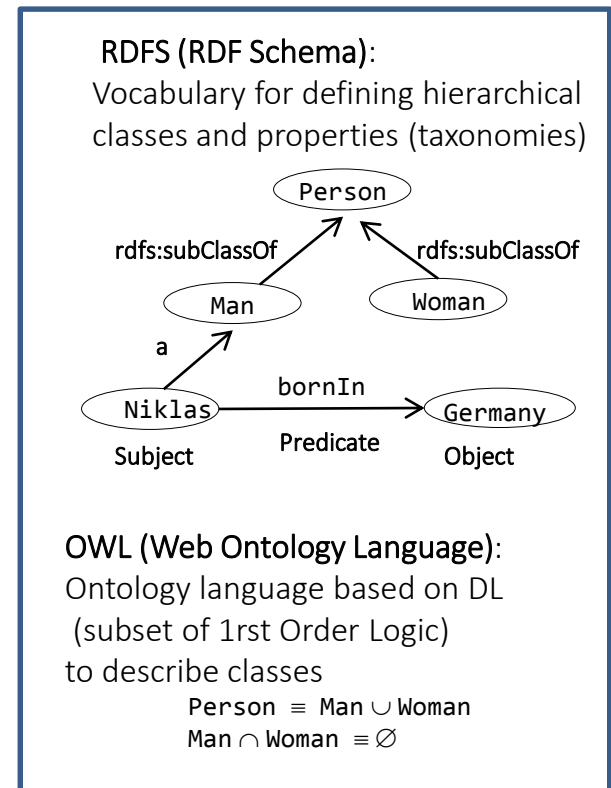 RDFS (RDF Schema):
Vocabulary for defining hierarchical
classes and properties (taxonomies)
Person
rdfs:subClassOf
rdfs:subClassOf
Man
Woman
a
bornIn
Niklas
Germany
Subject
Predicate
Object
OWL (Web Ontology Language):
Ontology language based on DL
(subset of 1rst Order Logic)
to describe classes
Person ≡ Man ∪ Woman
Man ∩ Woman ≡ ∅